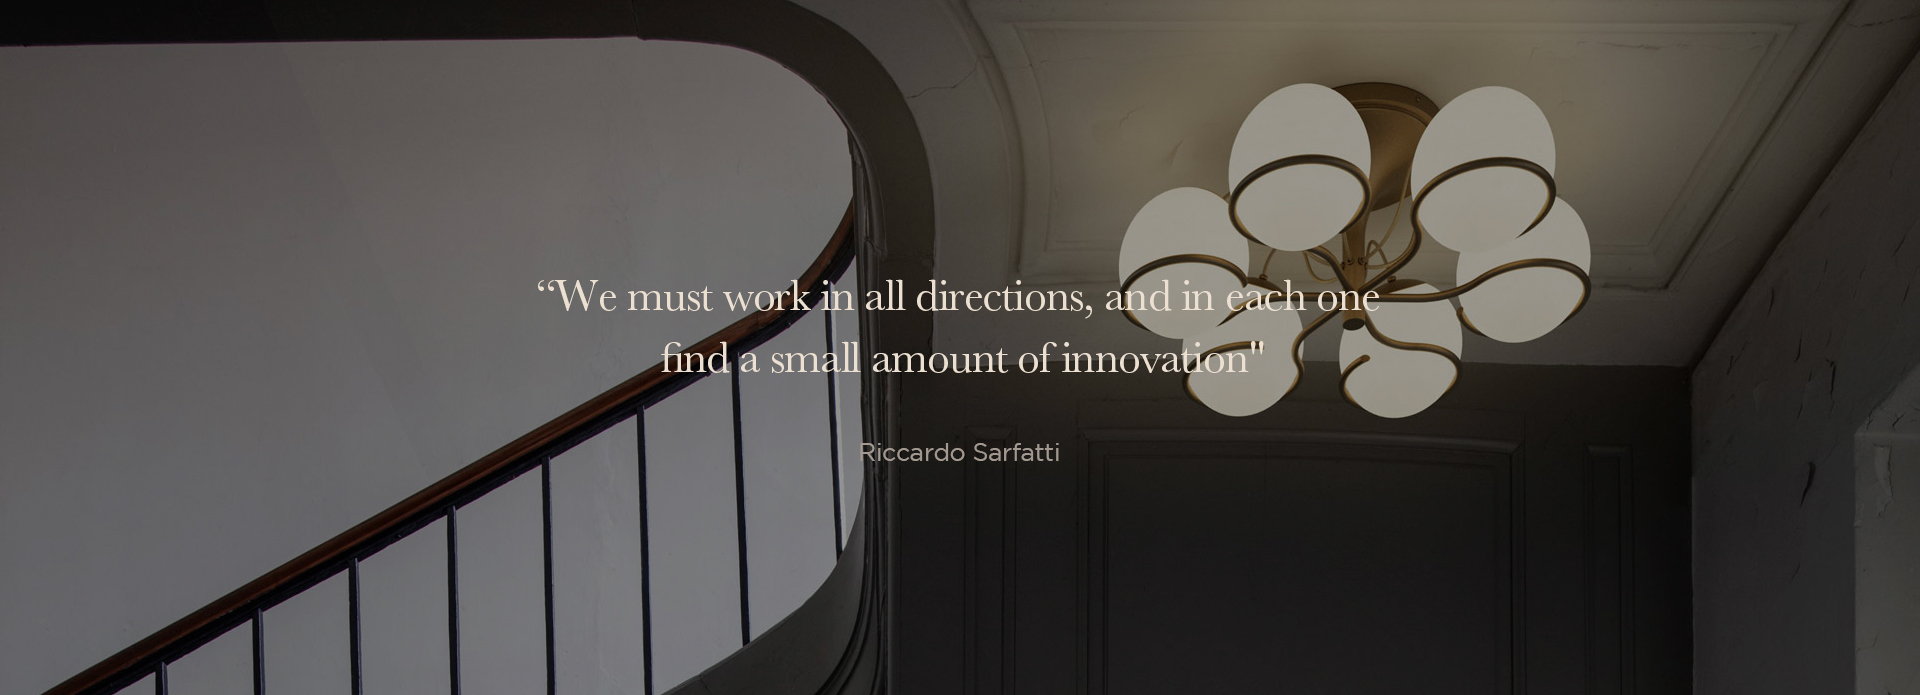 “We must work in all directions, and in each one
find a small amount of innovation"
Riccardo Sarfatti